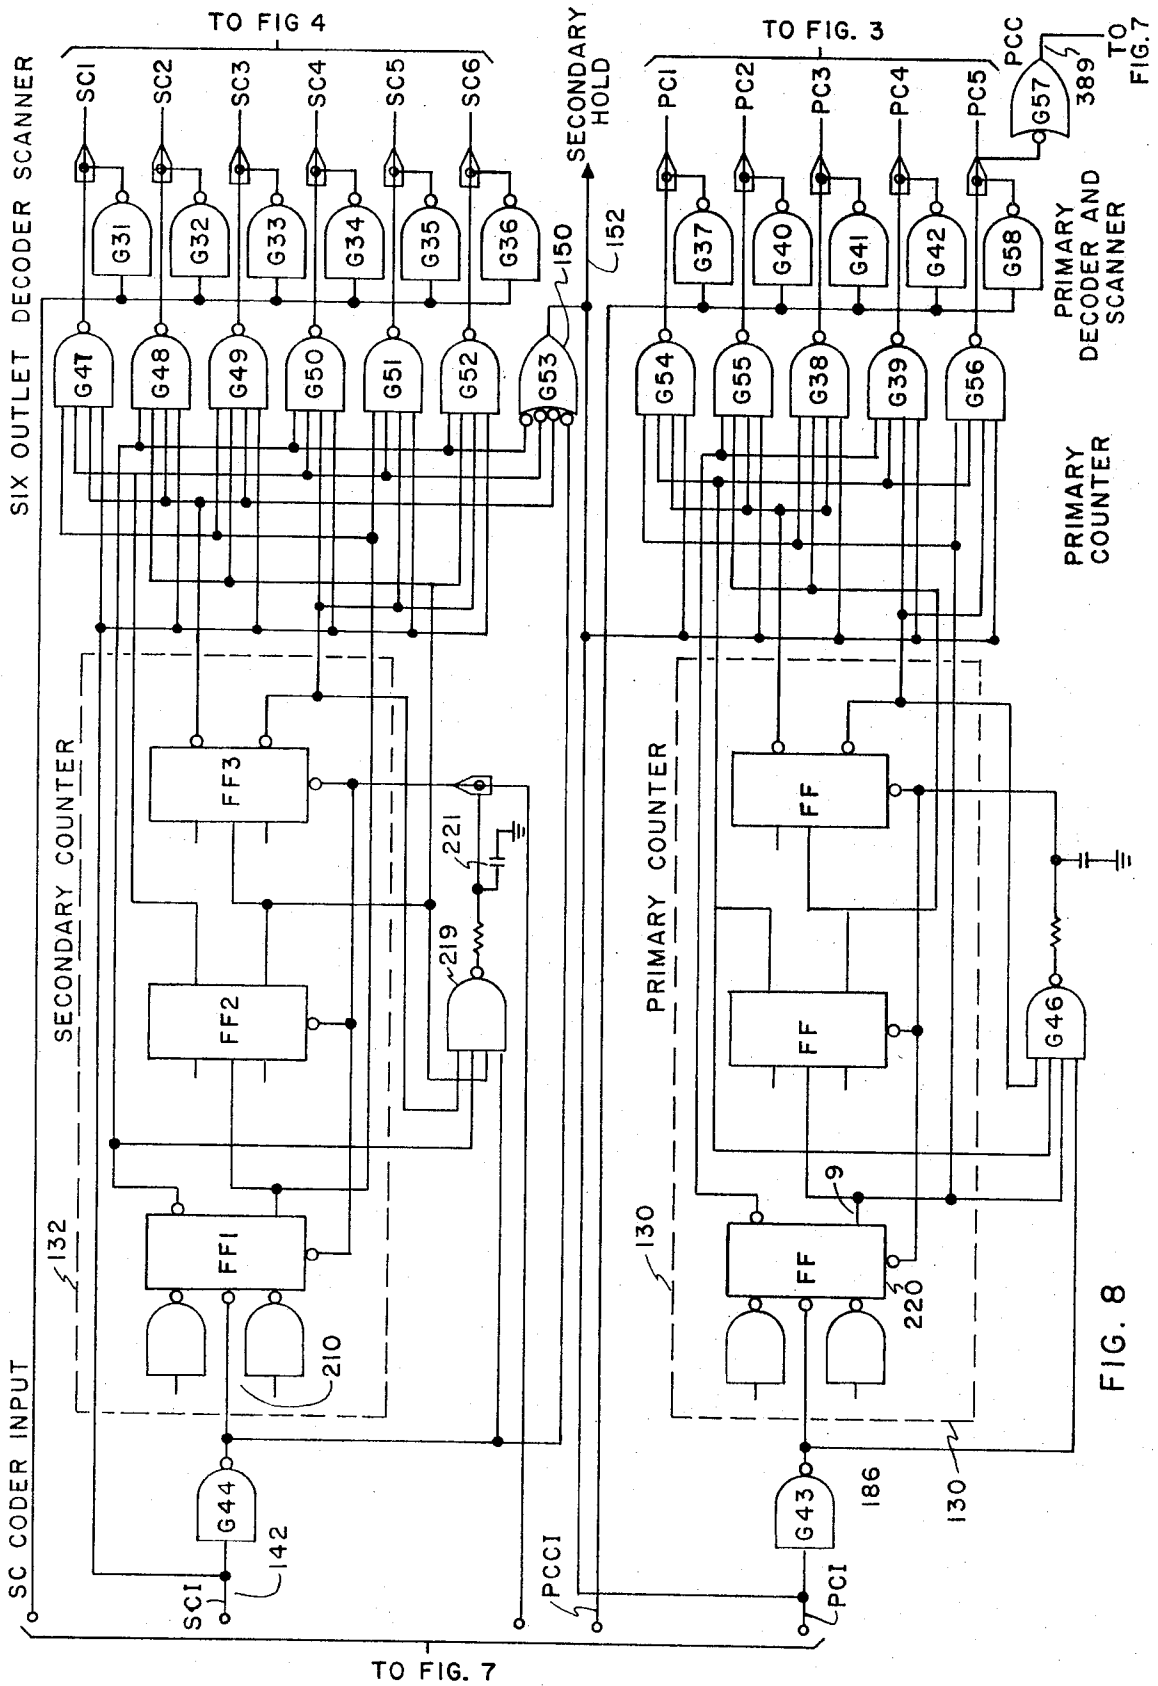 SC CODER INPUT
SIX OUTLET DECODER SCANNER
TO FIG 4
SC1
SC2
SC3
SC4
SC5
SC6
G31
G32
G33
G34
G35
G36
G47
G48
G49
G50
G51
G52
G53
150
152
SECONDARY
HOLD
132
SECONDARY COUNTER
FF1
FF2
FF3
210
219
221
G44
SCI
142
TO FIG. 7
PCCI
PCI
G43
186
130
130
PRIMARY COUNTER
FF
FF
FF
9
220
G46
G54
G55
G38
G39
G56
G37
G40
G41
G42
G58
PC1
PC2
PC3
PC4
PC5
TO FIG. 3
PCC
G57
389
TO
FIG.7
PRIMARY
DECODER AND
SCANNER
PRIMARY
COUNTER
FIG. 8